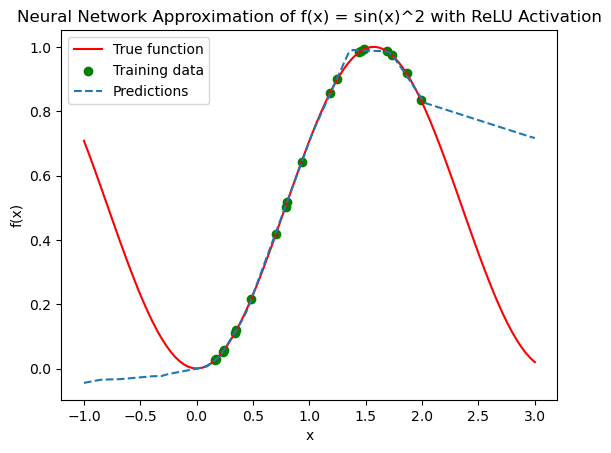 Neural Network Approximation of f(x) = sin(x)^2 with ReLU Activation
True function
Training data
Predictions
f(x)
1.0
0.8
0.6
0.4
0.2
0.0
-1.0 -0.5 0.0 0.5 1.0 1.5 2.0 2.5 3.0
x